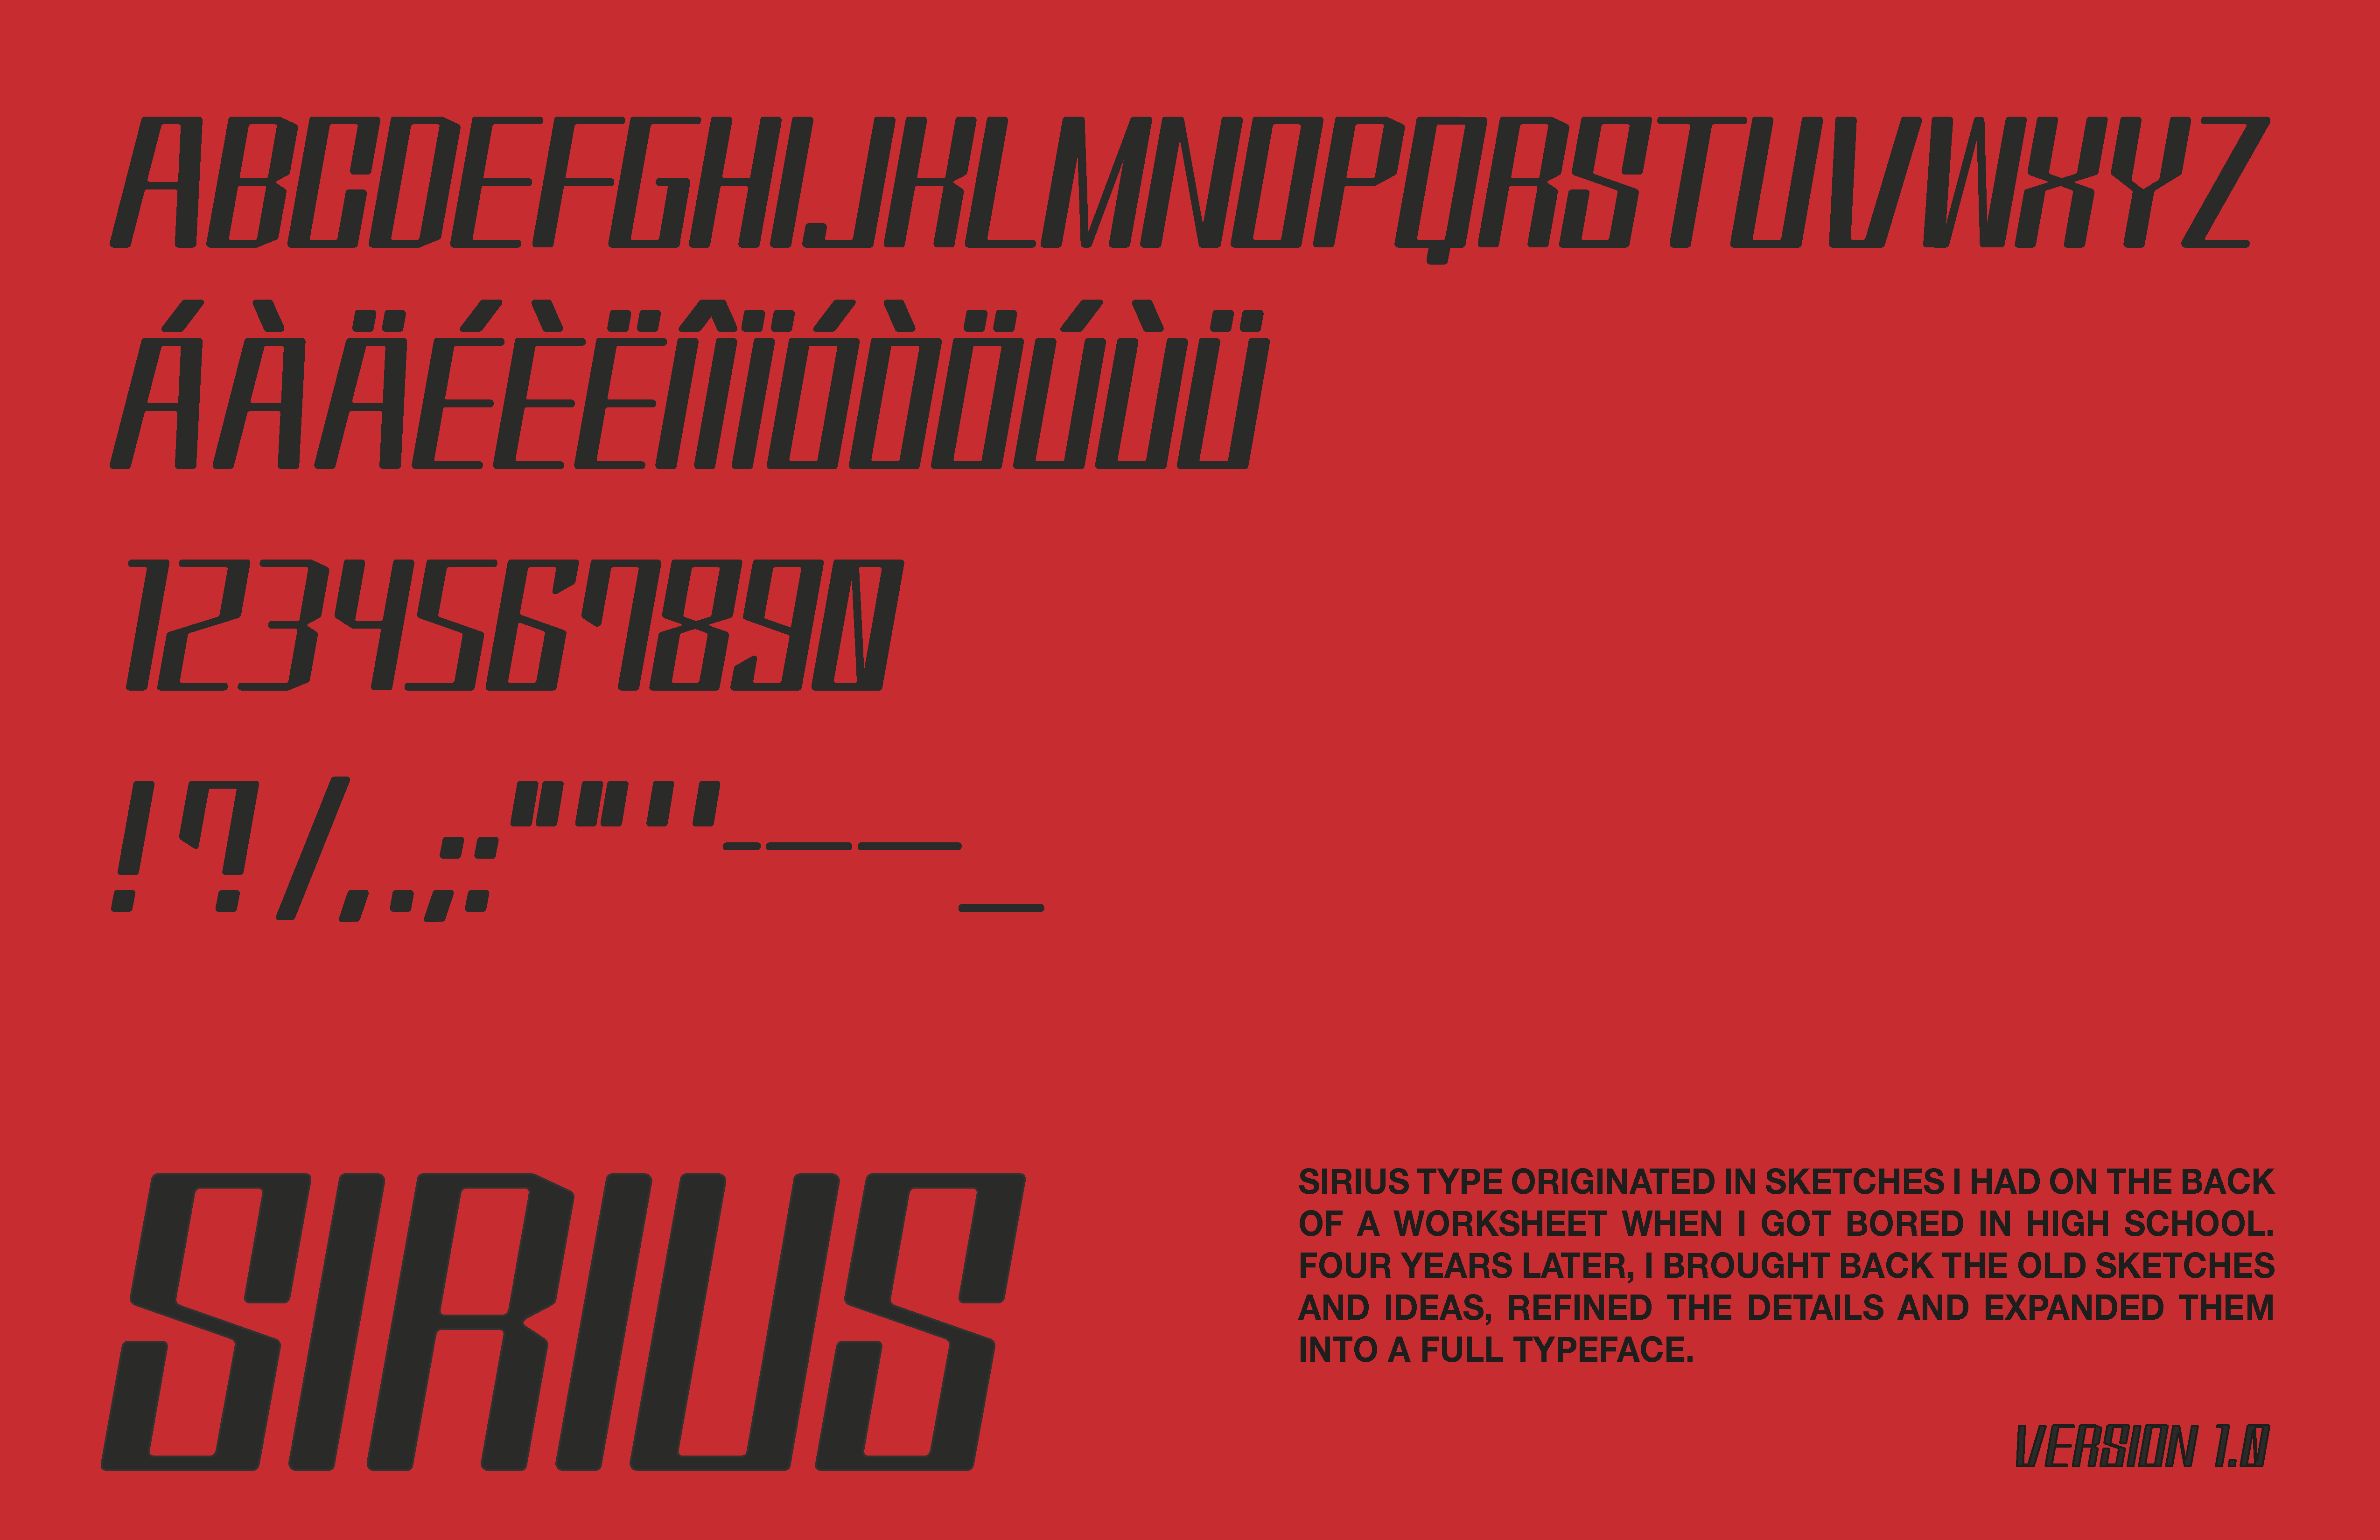 ABCDEFGHIJKLMNOPQRSTUVWXYZ
ÁÀÄÉÈËÍÌÏÓÒÖÚÙÜ
1234567890
!?/,.;:“”‘’-–—_
SIRIUS
SIRIUS TYPE ORIGINATED IN SKETCHES I HAD ON THE BACK
OF A WORKSHEET WHEN I GOT BORED IN HIGH SCHOOL.
FOUR YEARS LATER, I BROUGHT BACK THE OLD SKETCHES
AND IDEAS, REFINED THE DETAILS AND EXPANDED THEM
INTO A FULL TYPEFACE.
VERSION 1.0